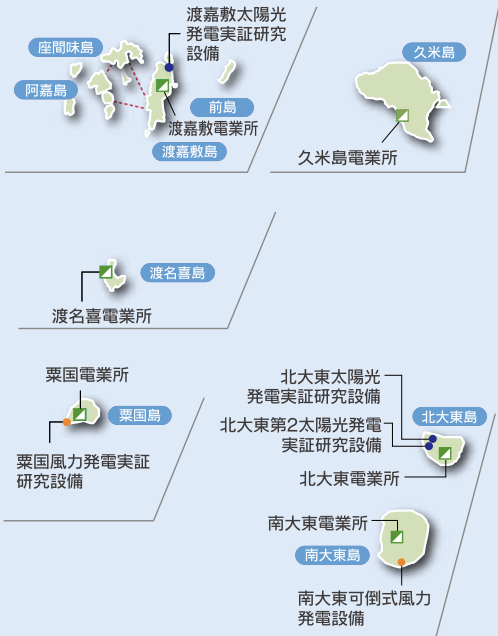 渡嘉敷太陽光
発電実証研究
設備
座間味島
阿嘉島
前島
渡嘉敷電業所
渡嘉敷島
久米島
久米島電業所
渡名喜島
渡名喜電業所
粟国電業所
粟国島
粟国風力発電実証
研究設備
北大東太陽光
発電実証研究設備
北大東島
北大東第2太陽光発電
実証研究設備
北大東電業所
南大東電業所
南大東島
南大東可倒式風力
発電設備